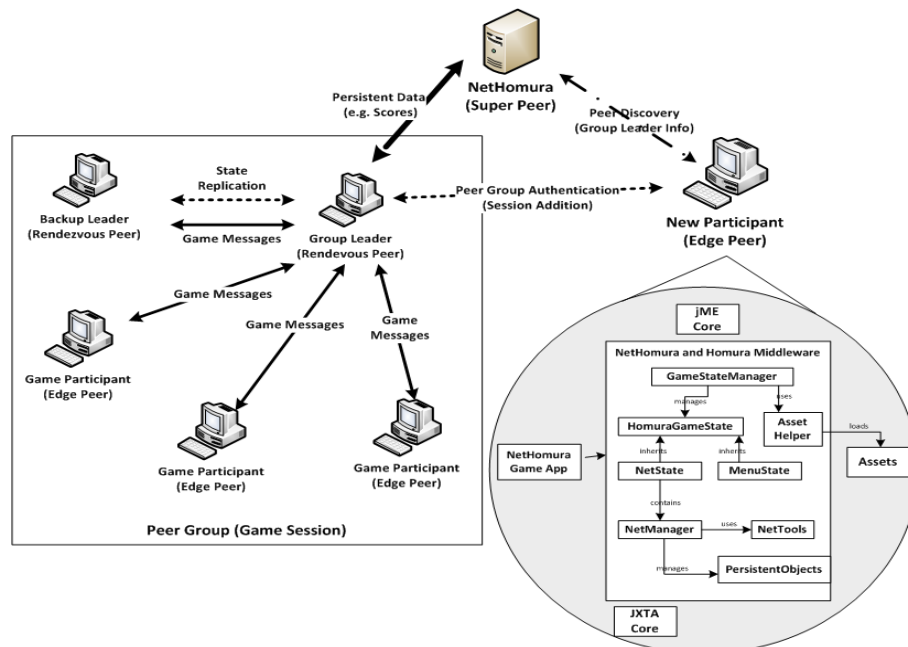 NetHomura
(Super Peer)
Persistent Data
(e.g. Scores)
Peer Discovery
(Group Leader Info)
State
Replication
Peer Group Authentication
(Session Addition)
Backup Leader
(Rendezvous Peer)
Game Messages
Group Leader
(Rendevous Peer)
New Participant
(Edge Peer)
Game Messages
Game Messages
Game
Messages
Game Participant
(Edge Peer)
Game Participant
(Edge Peer)
Game Participant
(Edge Peer)
Peer Group (Game Session)
jME
Core
NetHomura and Homura Middleware
GameStateManager
manages
uses
HomuraGameState
Asset
Helper
loads
Assets
inherits
inherits
NetHomura
Game App
NetState
MenuState
contains
NetManager
uses
NetTools
manages
PersistentObjects
JXTA
Core